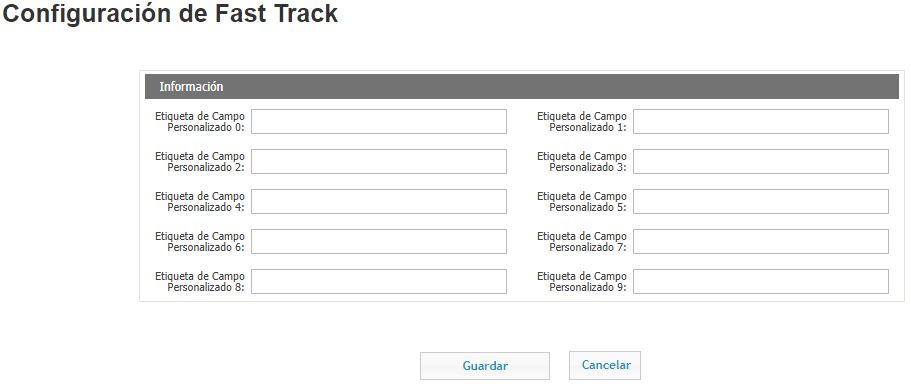 Configuración de Fast Track
Información
Etiqueta de Campo
Personalizado 0:
Etiqueta de Campo
Personalizado 1:
Etiqueta de Campo
Personalizado 2:
Etiqueta de Campo
Personalizado 3:
Etiqueta de Campo
Personalizado 4:
Etiqueta de Campo
Personalizado 5:
Etiqueta de Campo
Personalizado 6:
Etiqueta de Campo
Personalizado 7:
Etiqueta de Campo
Personalizado 8:
Etiqueta de Campo
Personalizado 9:
Guardar
Cancelar